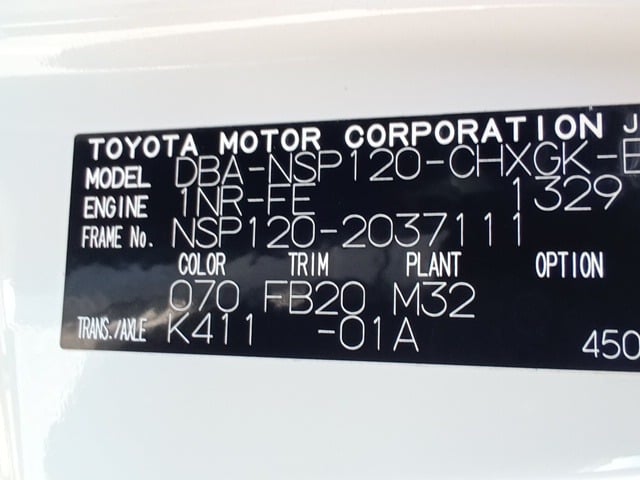 TOYOTA MOTOR CORPORATION J
MODEL DBA-NSP120-CHXGK-E
ENGINE 1NR-FE 1329
FRAME No. NSP120-2037111
COLOR TRIM PLANT OPTION
070 FB20 M32
TRANS./AXLE K411 -01A
450